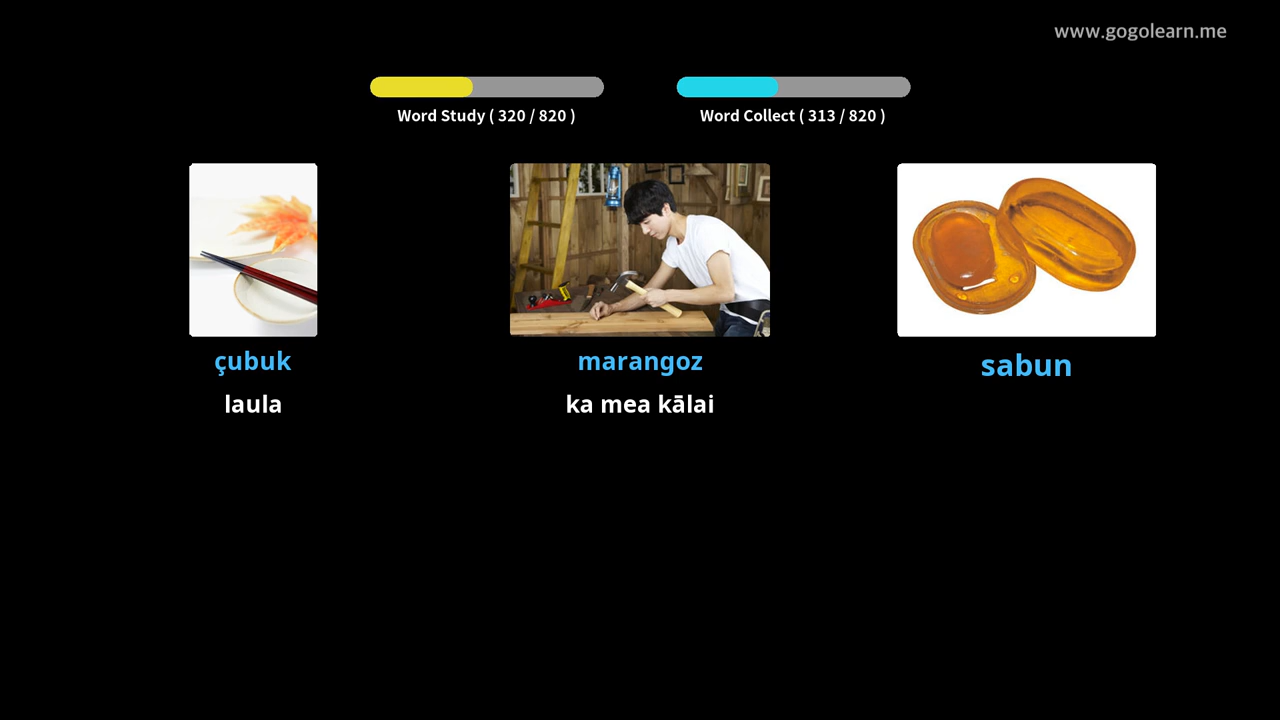 www.gogolearn.me
Word Study ( 320 / 820 )
Word Collect ( 313 / 820 )
çubuk
laula
marangoz
ka mea kālai
sabun